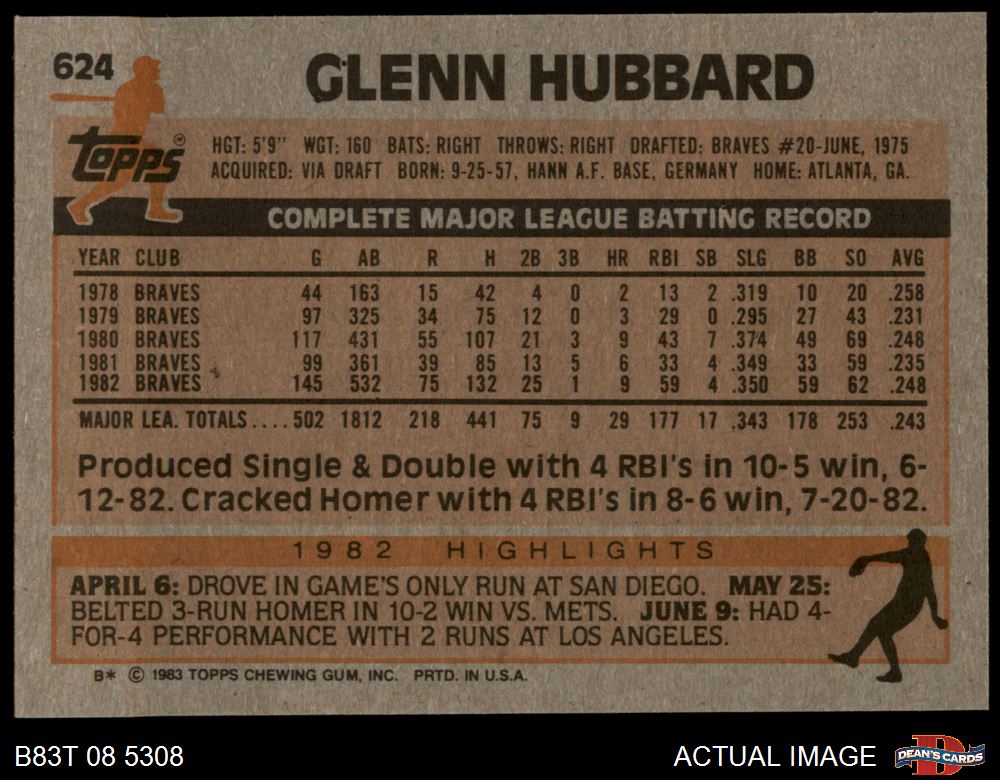 624
GLENN HUBBARD
Topps®
HGT: 5'9" WGT: 160 BATS: RIGHT THROWS: RIGHT DRAFTED: BRAVES #20-JUNE, 1975
ACQUIRED: VIA DRAFT BORN: 9-25-57, HANN A.F. BASE, GERMANY HOME: ATLANTA, GA.
COMPLETE MAJOR LEAGUE BATTING RECORD
YEAR CLUB G AB R H 2B 3B HR RBI SB SLG BB SO AVG
1978 BRAVES 44 163 15 42 4 0 2 13 2 .319 10 20 .258
1979 BRAVES 97 325 34 75 12 0 3 29 0 .295 27 43 .231
1980 BRAVES 117 431 55 107 21 3 9 43 7 .374 49 69 .248
1981 BRAVES 99 361 39 85 13 5 6 33 4 .349 33 59 .235
1982 BRAVES 145 532 75 132 25 1 9 59 4 .350 59 62 .248
MAJOR LEA. TOTALS....502 1812 218 441 75 9 29 177 17 .343 178 253 .243
Produced Single & Double with 4 RBI's in 10-5 win, 6-
12-82. Cracked Homer with 4 RBI's in 8-6 win, 7-20-82.
1982 HIGHLIGHTS
APRIL 6: DROVE IN GAME'S ONLY RUN AT SAN DIEGO. MAY 25:
BELTED 3-RUN HOMER IN 10-2 WIN VS. METS. JUNE 9: HAD 4-
FOR-4 PERFORMANCE WITH 2 RUNS AT LOS ANGELES.
B* © 1983 TOPPS CHEWING GUM, INC. PRTD. IN U.S.A.
B83T 08 5308
ACTUAL IMAGE
DEAN'S CARDS